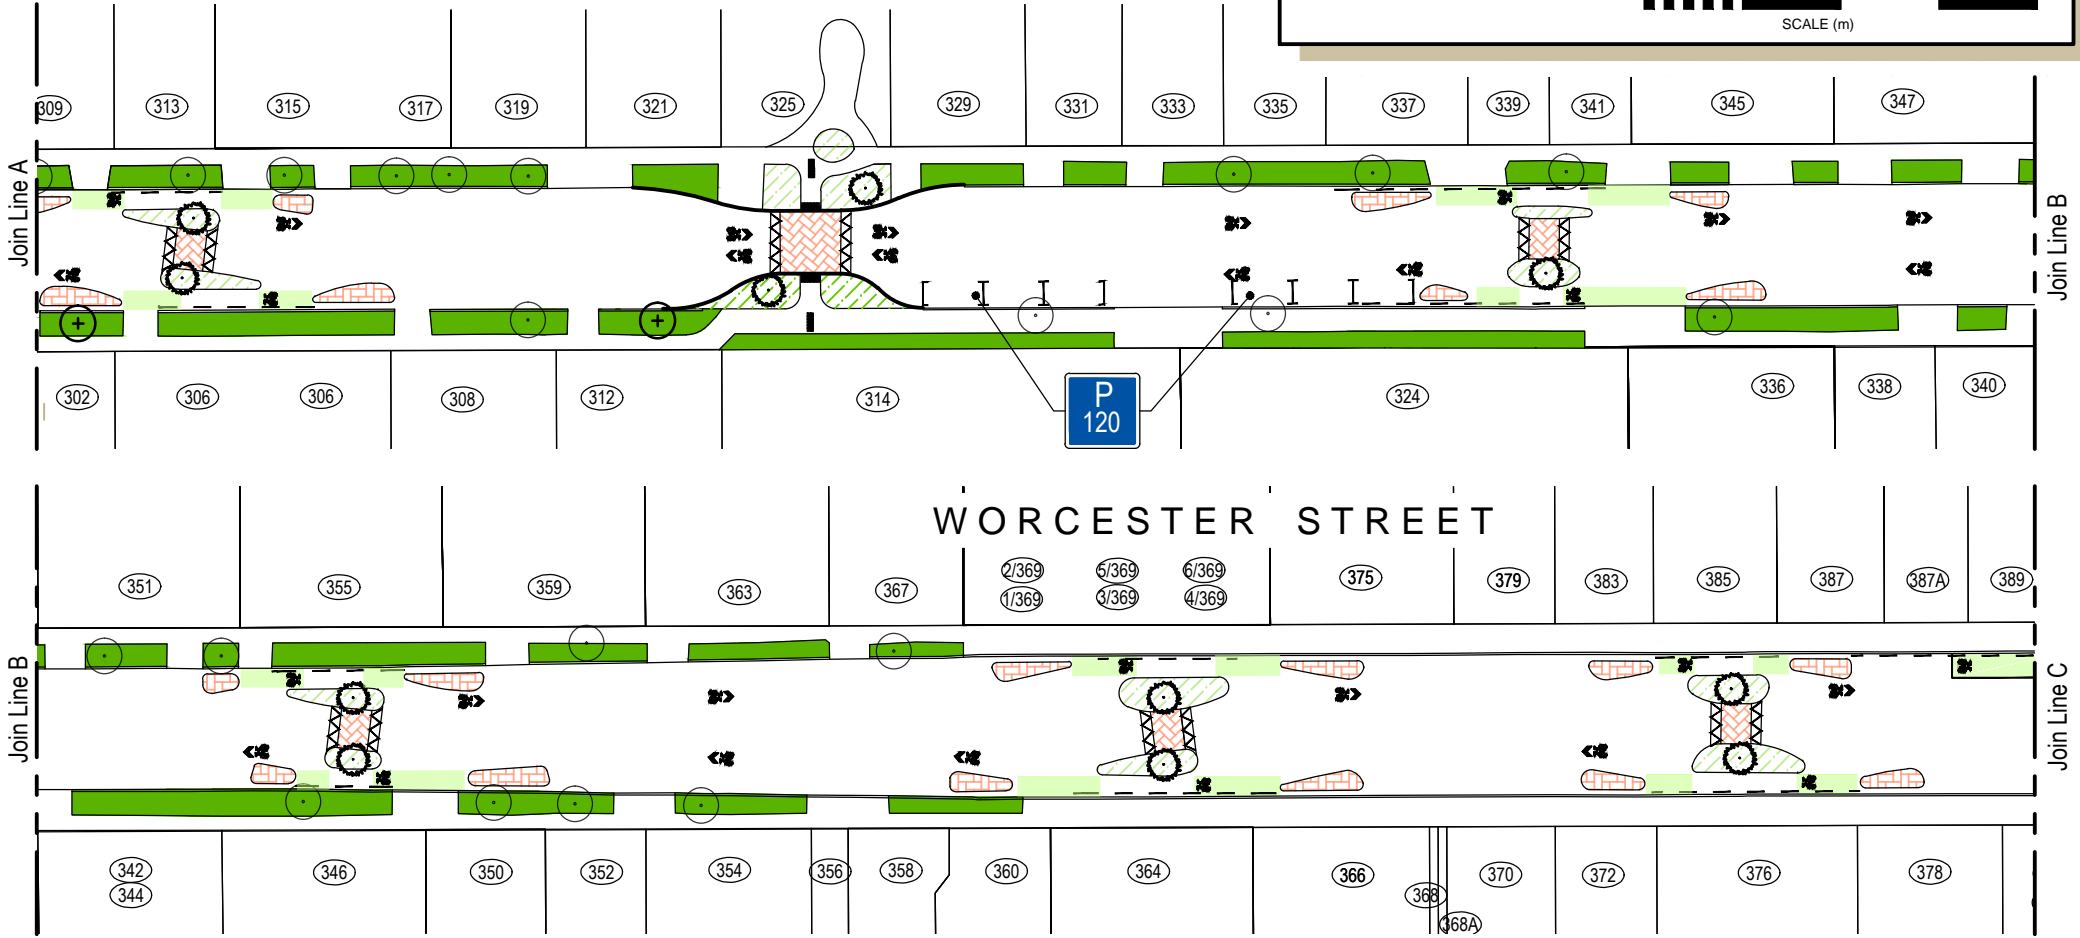 SCALE (m)
Join Line A
309 313 315 317 319 321 325 329 331 333 335 337 339 341 345 347
Join Line B
302 306 306 308 312 314 324 336 338 340
P
120
WORCESTER STREET
Join Line B
351 355 359 363 367 2/369 5/369 6/369 375 379 383 385 387 387A 389
1/369 3/369 4/369
Join Line C
342 346 350 352 354 356 358 360 364 366 370 372 376 378
344 368
368A